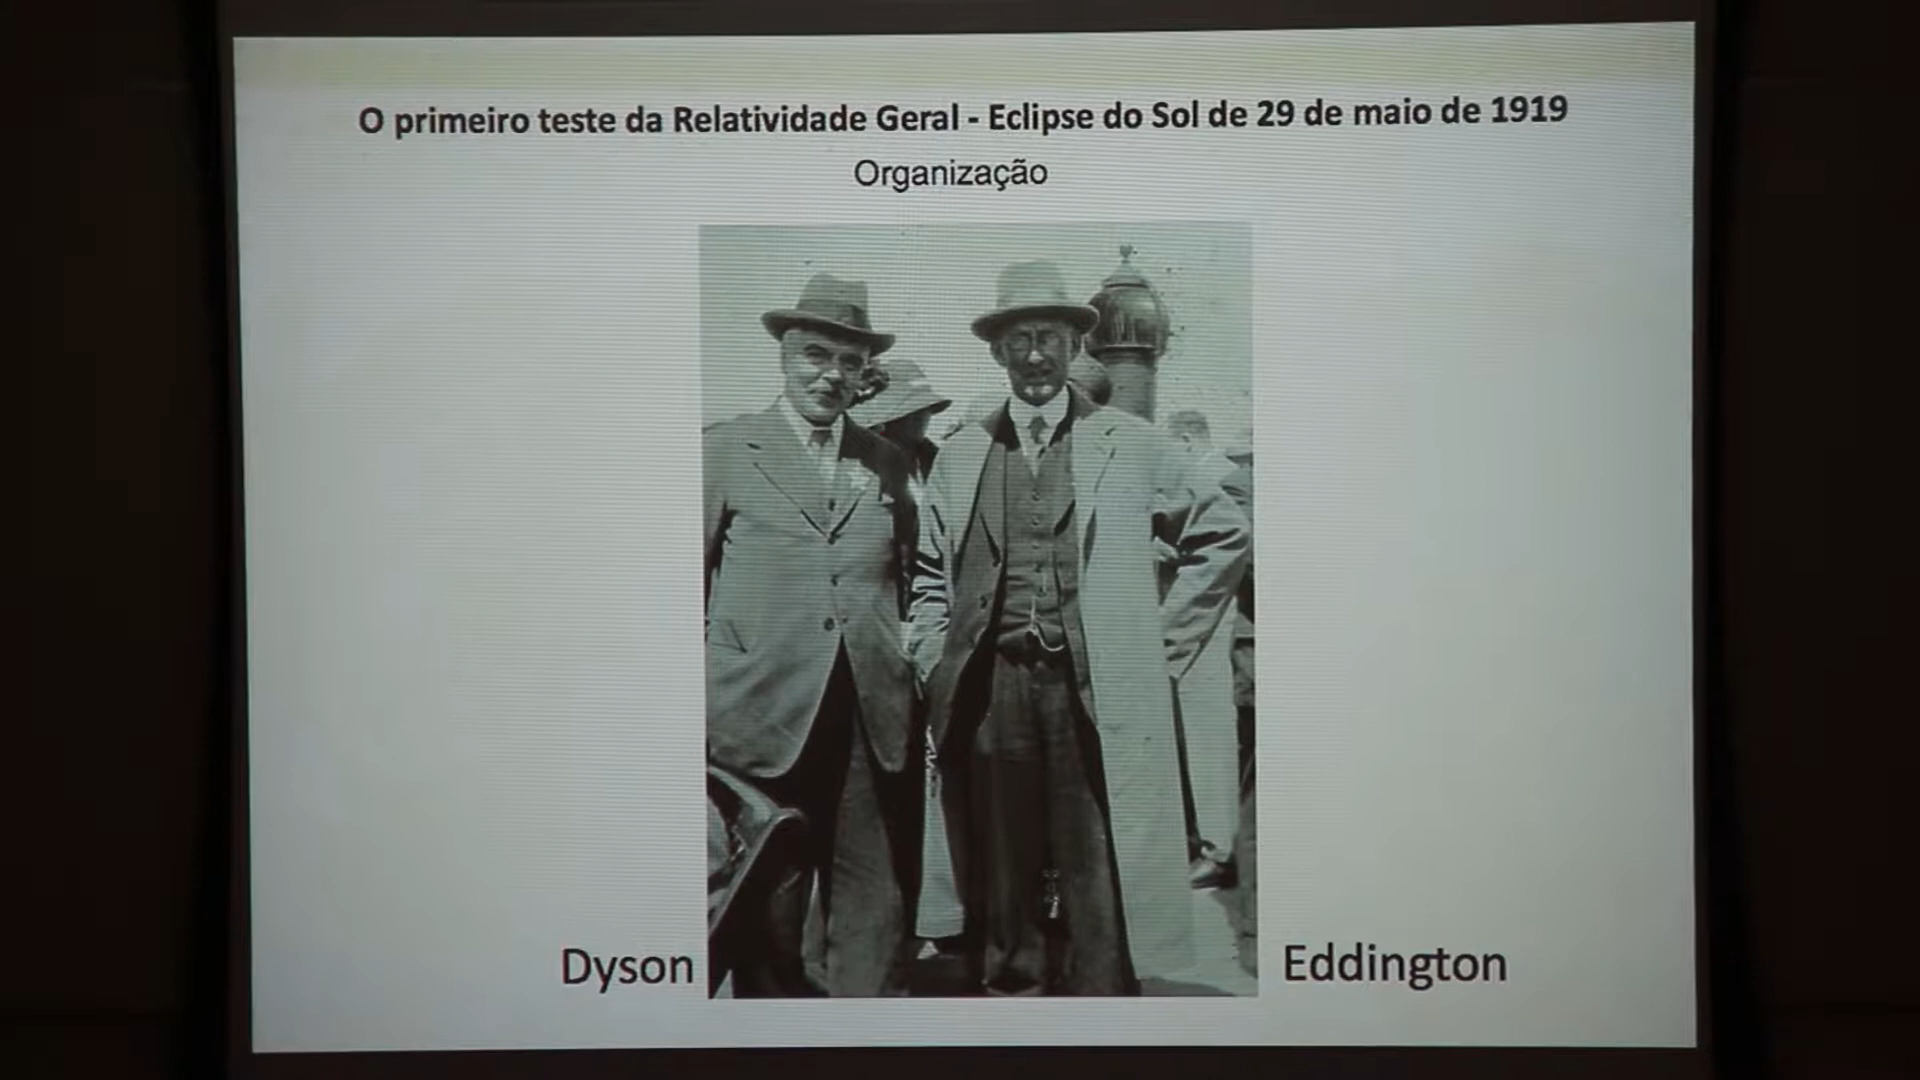 O primeiro teste da Relatividade Geral - Eclipse do Sol de 29 de maio de 1919
Organização
Dyson
Eddington